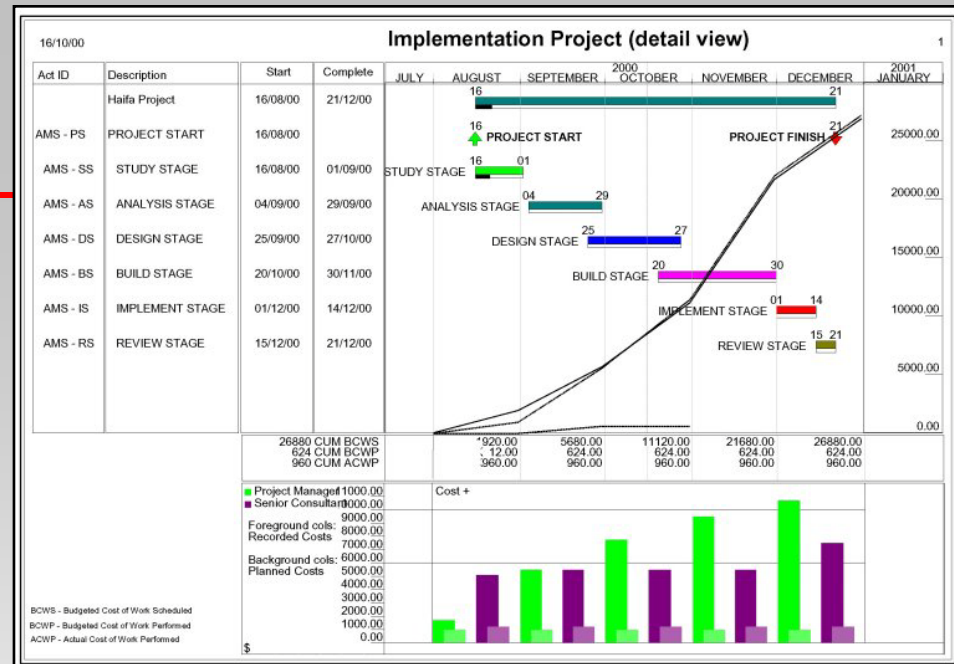 16/10/00 Implementation Project (detail view) 1
2000 2001
Act ID Description Start Complete JULY AUGUST SEPTEMBER OCTOBER NOVEMBER DECEMBER JANUARY
Haifa Project 16/08/00 21/12/00 16 21
AMS - PS PROJECT START 16/08/00 16 PROJECT START PROJECT FINISH 21 25000.00
AMS - SS STUDY STAGE 16/08/00 01/09/00 STUDY STAGE 16 01
20000.00
AMS - AS ANALYSIS STAGE 04/09/00 29/09/00 ANALYSIS STAGE 04 29
AMS - DS DESIGN STAGE 25/09/00 27/10/00 DESIGN STAGE 25 27
15000.00
AMS - BS BUILD STAGE 20/10/00 30/11/00 BUILD STAGE 20 30
AMS - IS IMPLEMENT STAGE 01/12/00 14/12/00 IMPLEMENT STAGE 01 14 10000.00
AMS - RS REVIEW STAGE 15/12/00 21/12/00 REVIEW STAGE 15 21
5000.00
0.00
26880 CUM BCWS 1920.00 5680.00 11120.00 21680.00 26880.00
624 CUM BCWP 624.00 624.00 624.00 624.00
960 CUM ACWP 960.00 960.00 960.00 960.00 960.00
Project Manager 11000.00 Cost +
Senior Consultant
9000.00
Foreground cols: 8000.00
Recorded Costs 7000.00
Background cols: 6000.00
Planned Costs 5000.00
4000.00
3000.00
2000.00
1000.00
0.00
BCWS - Budgeted Cost of Work Scheduled
BCWP - Budgeted Cost of Work Performed
ACWP - Actual Cost of Work Performed
$